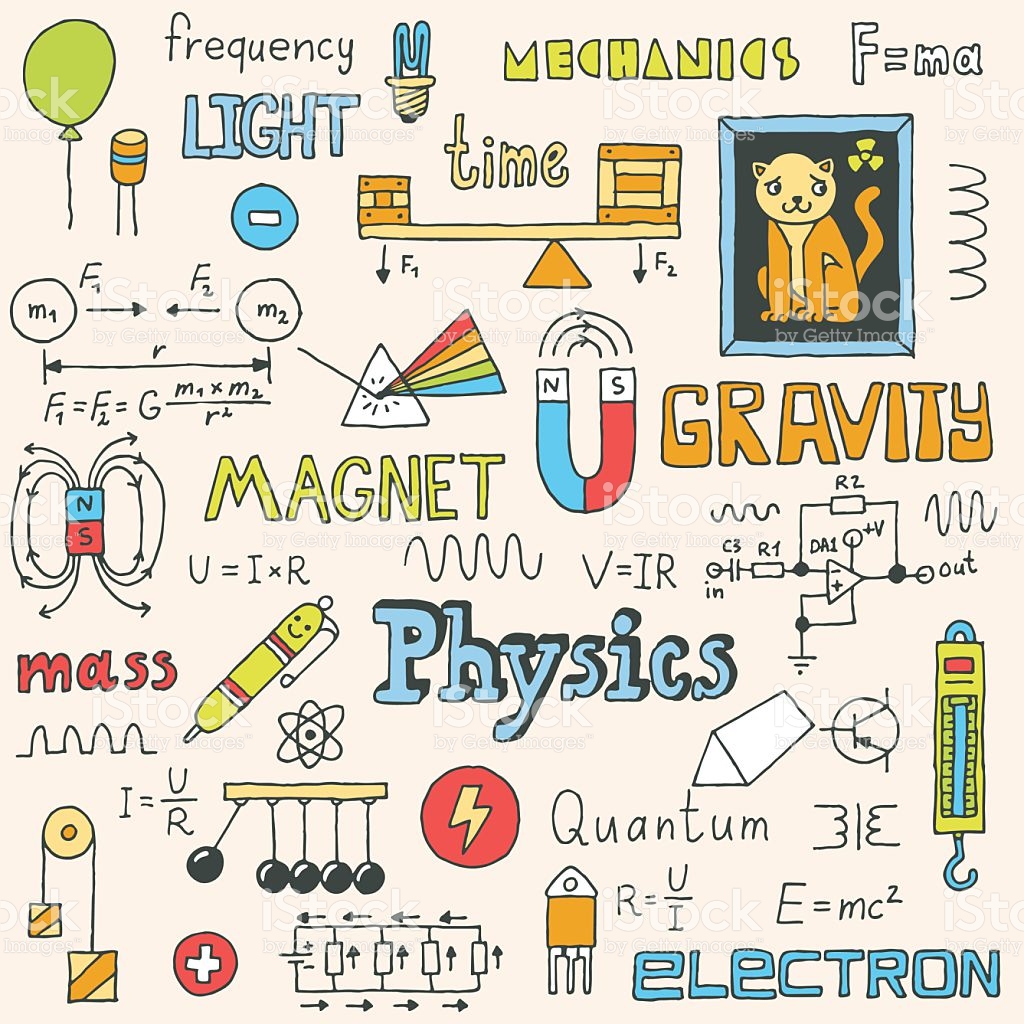 frequency
MECHANICS
F=ma
LIGHT
time
F₁
F₂
F₁
F₂
m₁
m₂
r
F₁=F₂=G m₁×m₂/r²
N S
GRAVITY
MAGNET
N
S
R2
U=I×R
V=IR
C3 R1 DA1 +V
in
out
mass
Physics
I=U/R
Quantum
R=U/I
E=mc²
ELECTRON
iStock
by Getty Images™